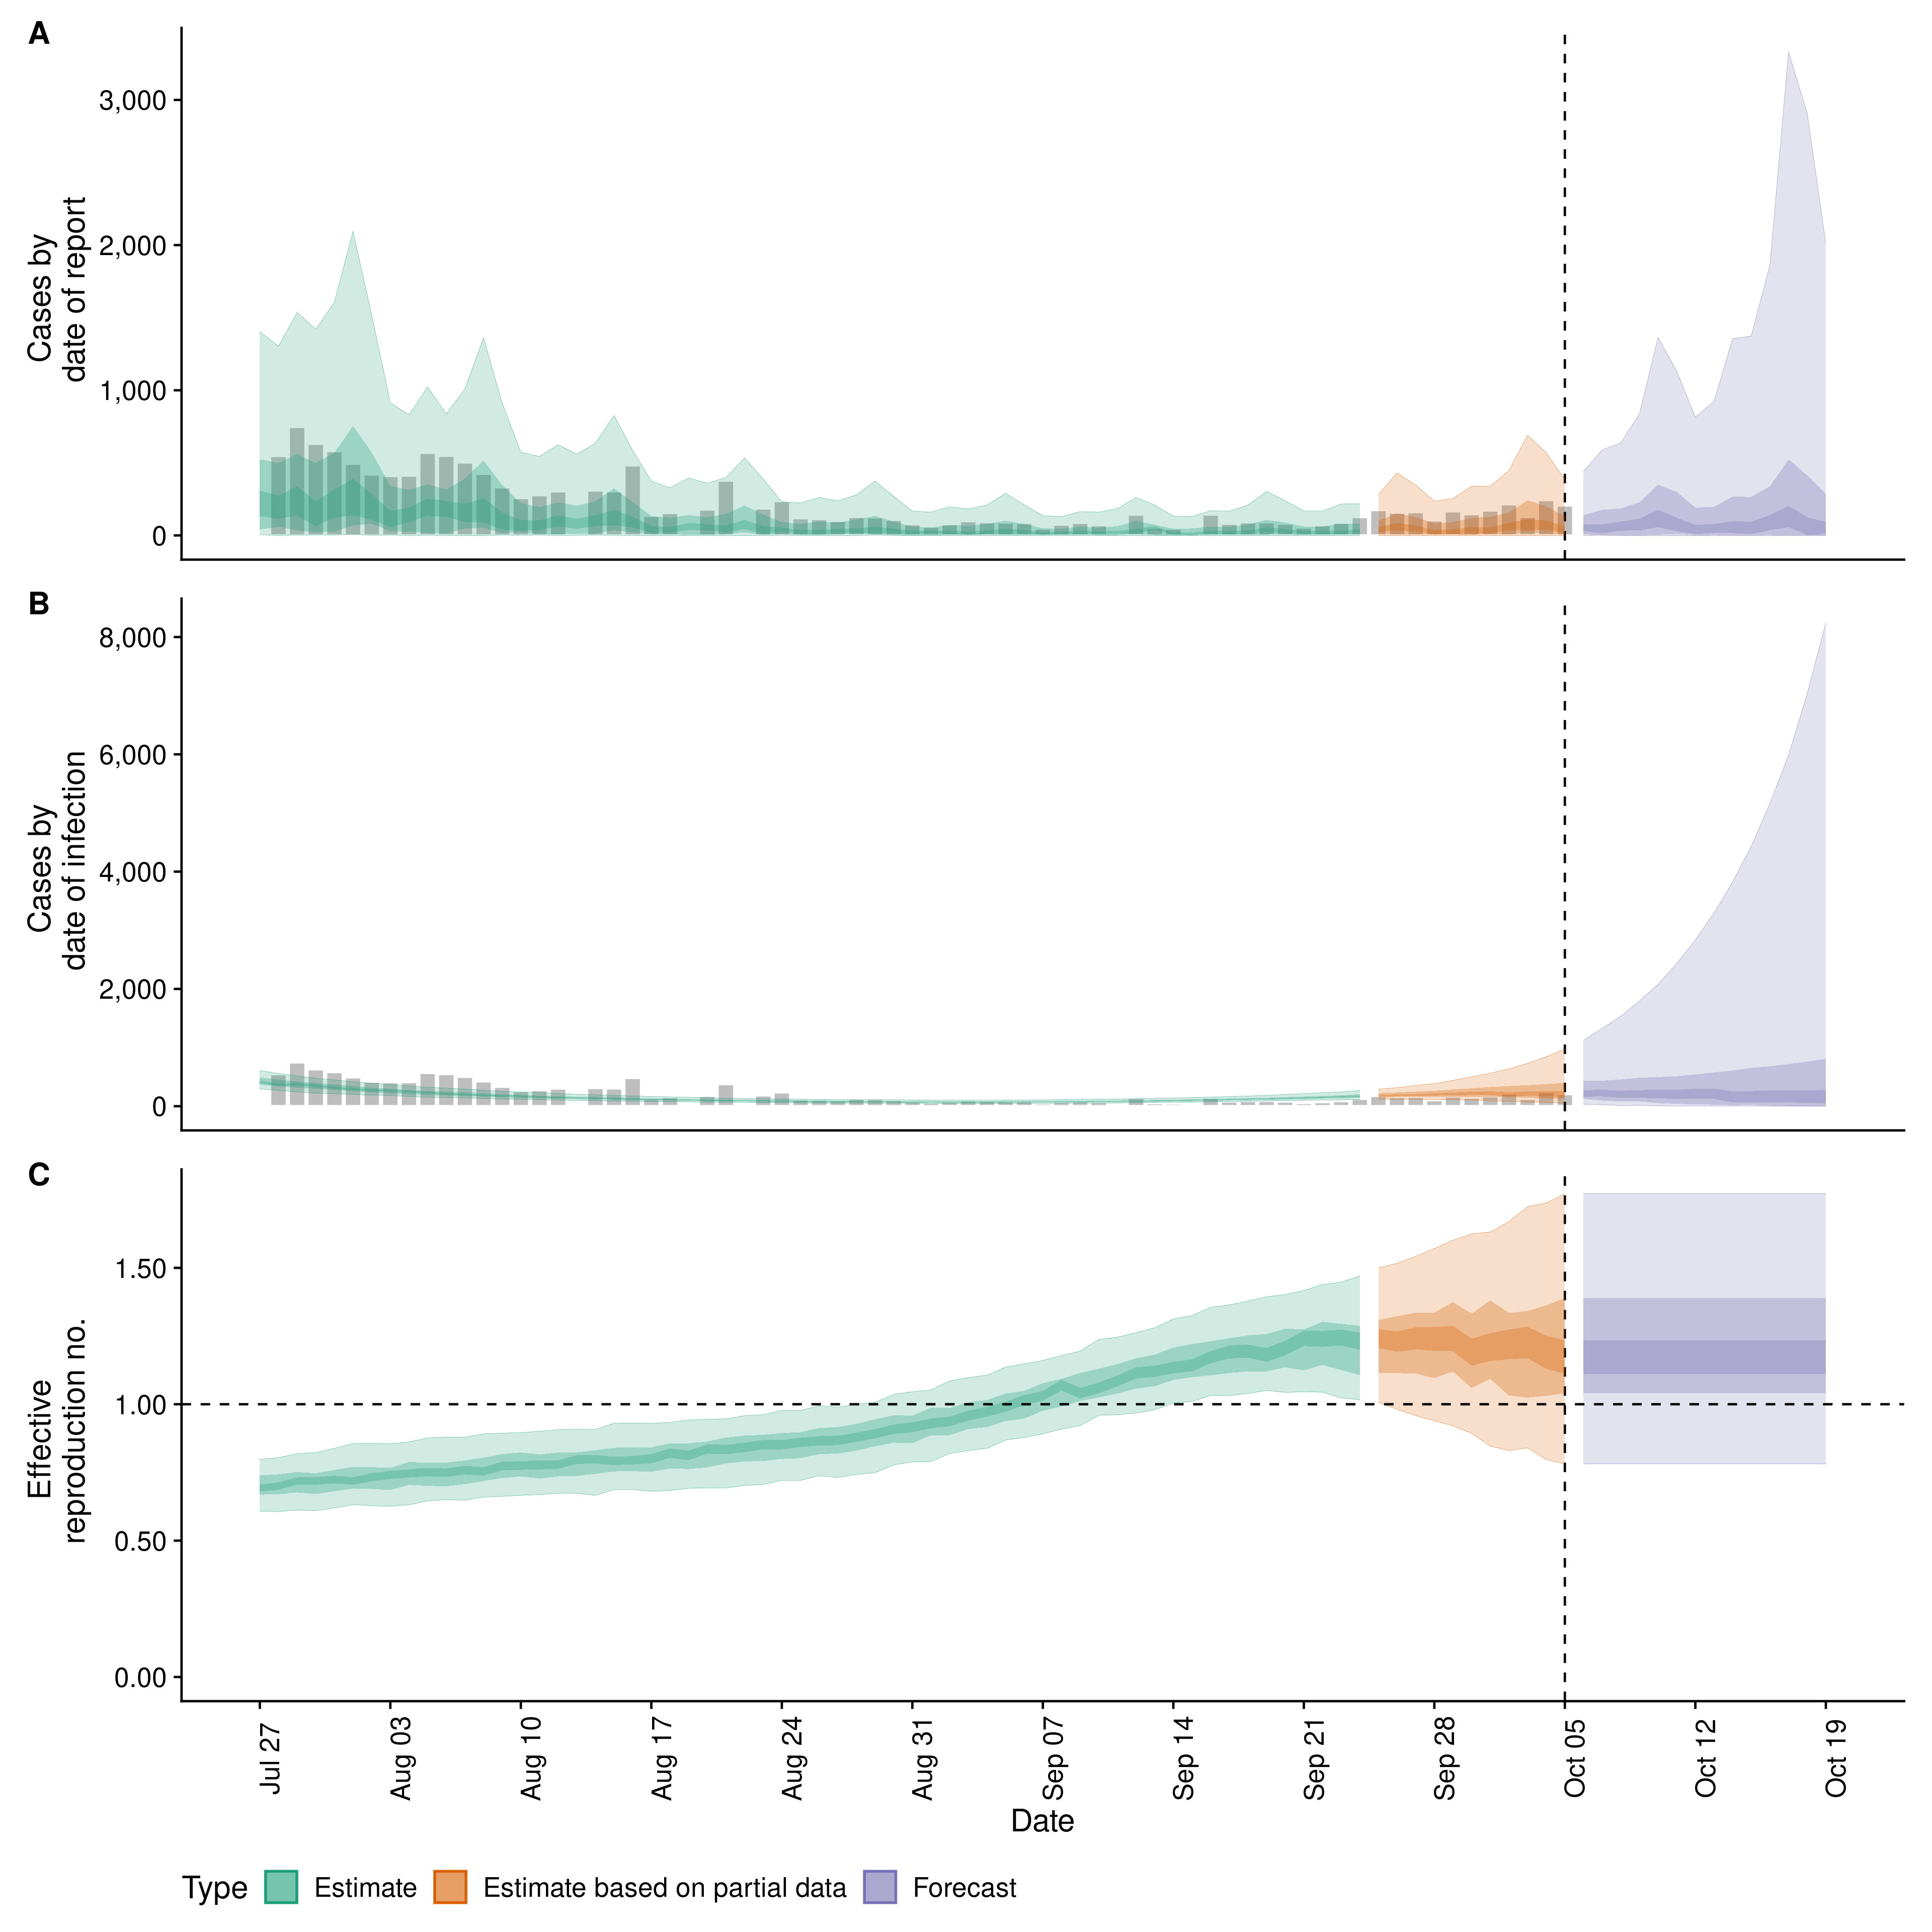 A
Cases by
date of report
3,000
2,000
1,000
0
B
Cases by
date of infection
8,000
6,000
4,000
2,000
0
C
Effective
reproduction no.
1.50
1.00
0.50
0.00
Jul 27
Aug 03
Aug 10
Aug 17
Aug 24
Aug 31
Sep 07
Sep 14
Sep 21
Sep 28
Oct 05
Oct 12
Oct 19
Date
Type Estimate Estimate based on partial data Forecast